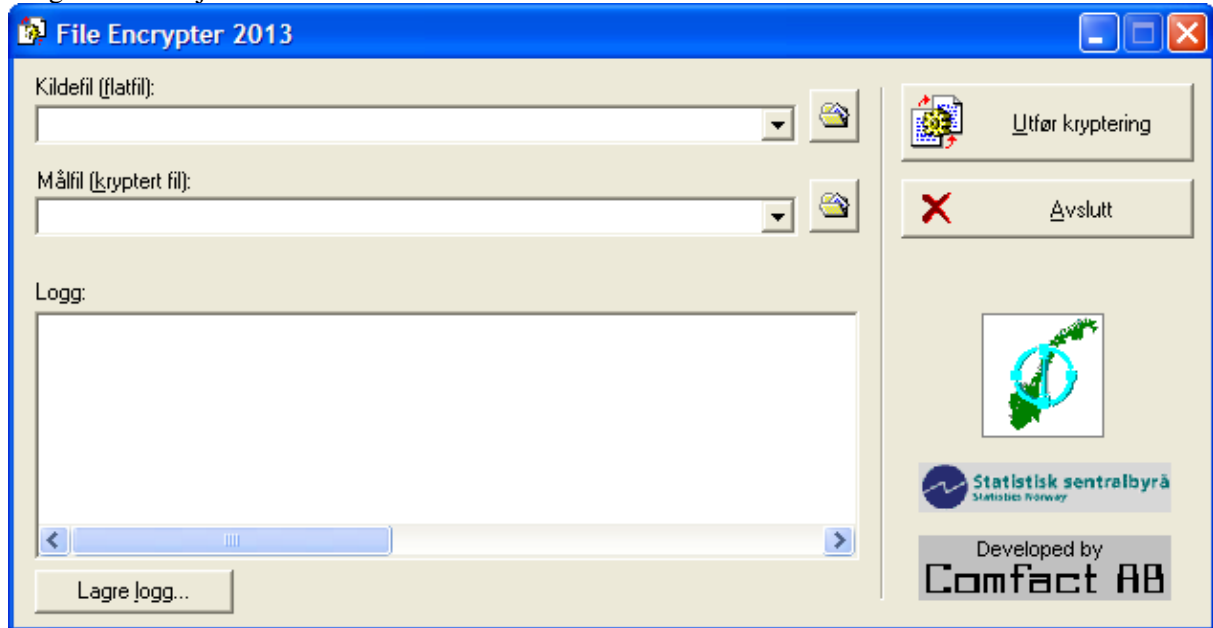 File Encrypter 2013
Kildefil (flatfil):
Utfør kryptering
Målfil (kryptert fil):
Avslutt
Logg:
Statistisk sentralbyrå
Statistics Norway
Developed by
Comfact AB
Lagre logg...